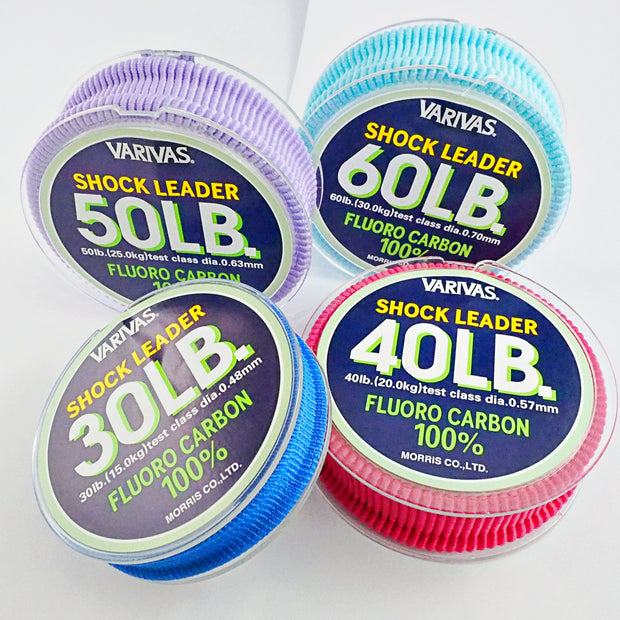 VARIVAS®
SHOCK LEADER
50LB.
50lb.(25.0kg)test class dia.0.63mm
FLUORO CARBON
100%
VARIVAS®
SHOCK LEADER
60LB.
60lb.(30.0kg)test class dia.0.70mm
FLUORO CARBON
100%
MORRIS CO.,
VARIVAS®
SHOCK LEADER
30LB.
30lb.(15.0kg)test class dia.0.48mm
FLUORO CARBON
100%
MORRIS CO.,LTD.
VARIVAS®
SHOCK LEADER
40LB.
40lb.(20.0kg)test class dia.0.57mm
FLUORO CARBON
100%
MORRIS CO.,LTD.